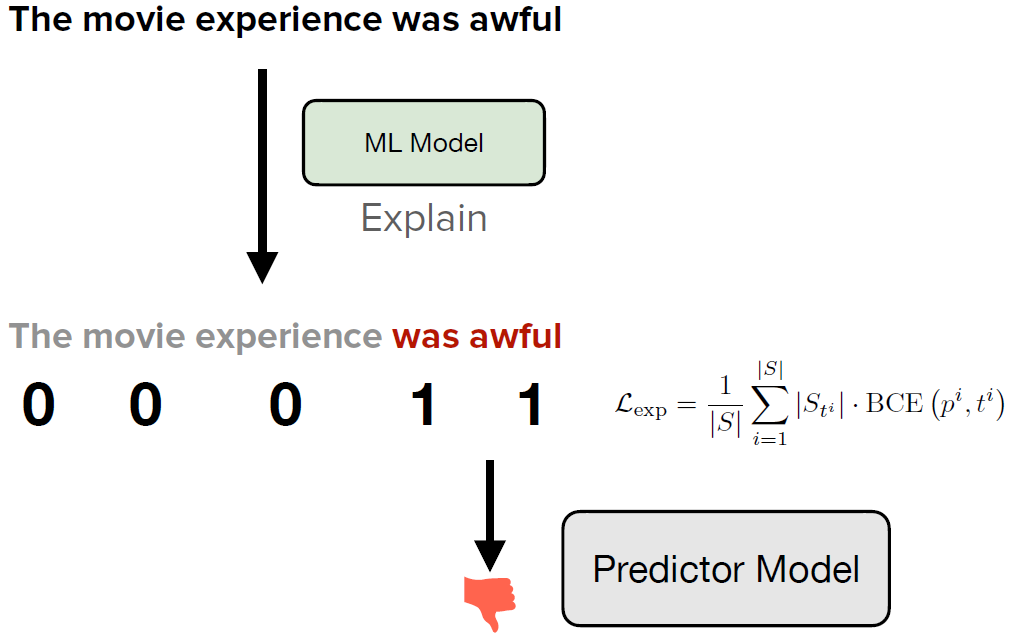 The movie experience was awful
ML Model
Explain
The movie experience was awful
0 0 0 1 1
$\mathcal{L}_{\text{exp}} = \frac{1}{|S|} \sum_{i=1}^{|S|} |S_{t^i}| \cdot \text{BCE}\left(p^i, t^i\right)$
Predictor Model